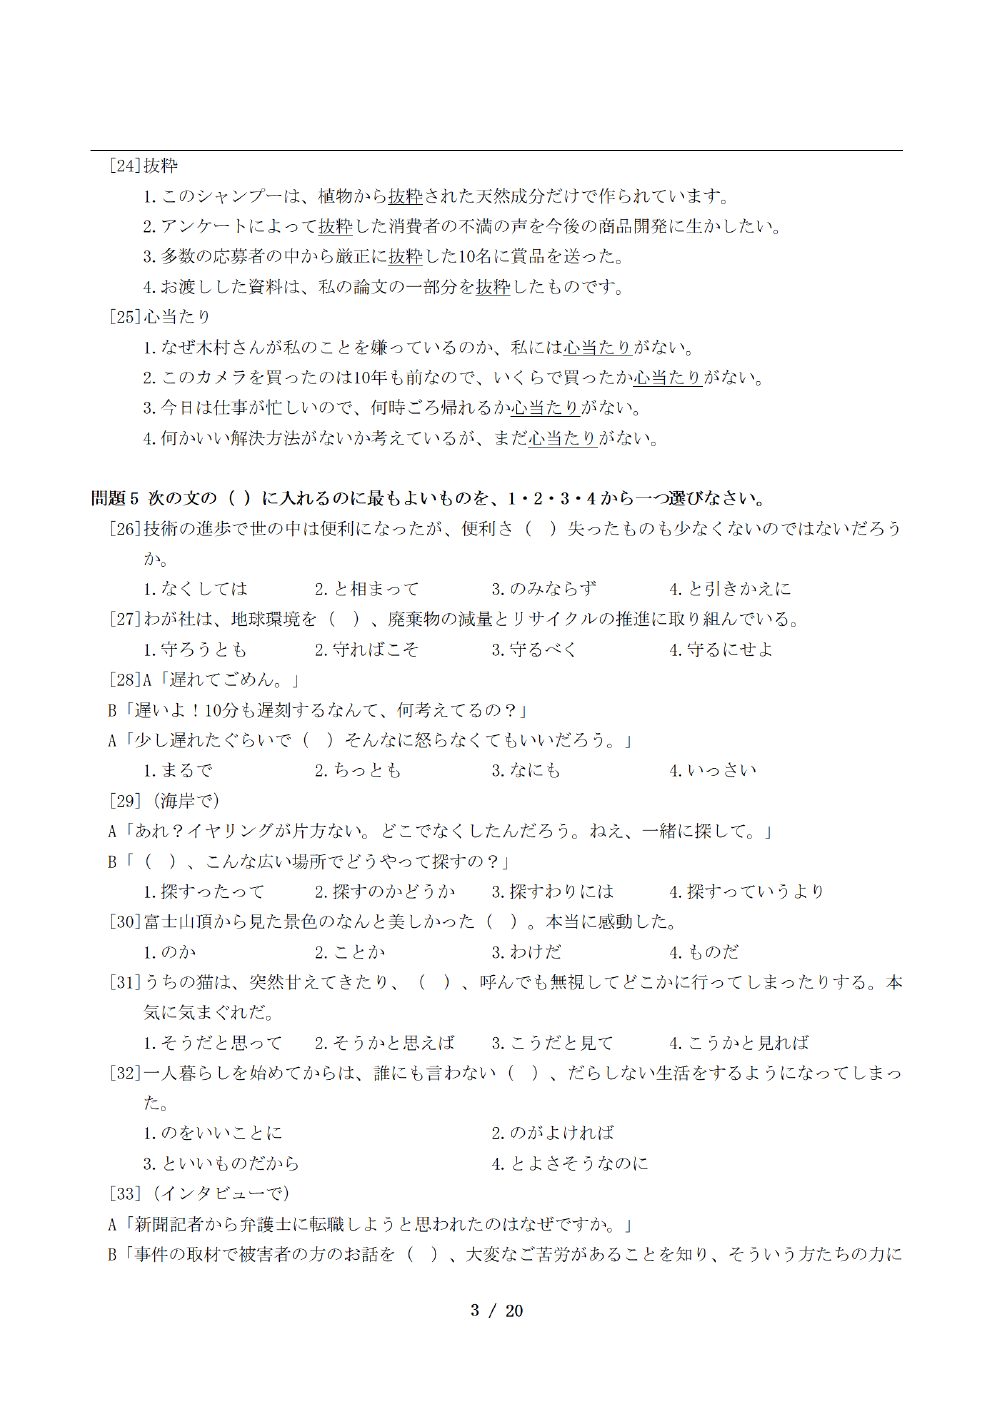 [24]抜粋
1.このシャンプーは、植物から抜粋された天然成分だけで作られています。
2.アンケートによって抜粋した消費者の不満の声を今後の商品開発に生かしたい。
3.多数の応募者の中から厳正に抜粋した10名に賞品を送った。
4.お渡しした資料は、私の論文の一部分を抜粋したものです。
[25]心当たり
1.なぜ木村さんが私のことを嫌っているのか、私には心当たりがない。
2.このカメラを買ったのは10年も前なので、いくらで買ったか心当たりがない。
3.今日は仕事が忙しいので、何時ごろ帰れるか心当たりがない。
4.何かいい解決方法がないか考えているが、まだ心当たりがない。
問題5 次の文の（ ）に入れるのに最もよいものを、1・2・3・4から一つ選びなさい。
[26]技術の進歩で世の中は便利になったが、便利さ（　）失ったものも少なくないのではないだろう
か。
1.なくしては 2.と相まって 3.のみならず 4.と引きかえに
[27]わが社は、地球環境を（　）、廃棄物の減量とリサイクルの推進に取り組んでいる。
1.守ろうとも 2.守ればこそ 3.守るべく 4.守るにせよ
[28]A「遅れてごめん。」
B「遅いよ！10分も遅刻するなんて、何考えてるの？」
A「少し遅れたぐらいで（　）そんなに怒らなくてもいいだろう。」
1.まるで 2.ちっとも 3.なにも 4.いっさい
[29]（海岸で）
A「あれ？イヤリングが片方ない。どこでなくしたんだろう。ねえ、一緒に探して。」
B「（　）、こんな広い場所でどうやって探すの？」
1.探すったって 2.探すのかどうか 3.探すわりには 4.探すっていうより
[30]富士山頂から見た景色のなんと美しかった（　）。本当に感動した。
1.のか 2.ことか 3.わけだ 4.ものだ
[31]うちの猫は、突然甘えてきたり、（　）、呼んでも無視してどこかに行ってしまったりする。本
気に気まぐれだ。
1.そうだと思って 2.そうかと思えば 3.こうだと見て 4.こうかと見れば
[32]一人暮らしを始めてからは、誰にも言わない（　）、だらしない生活をするようになってしまっ
た。
1.のをいいことに 2.のがよければ
3.といいものだから 4.とよさそうなのに
[33]（インタビューで）
A「新聞記者から弁護士に転職しようと思われたのはなぜですか。」
B「事件の取材で被害者の方のお話を（　）、大変なご苦労があることを知り、そういう方たちの力に
3 / 20